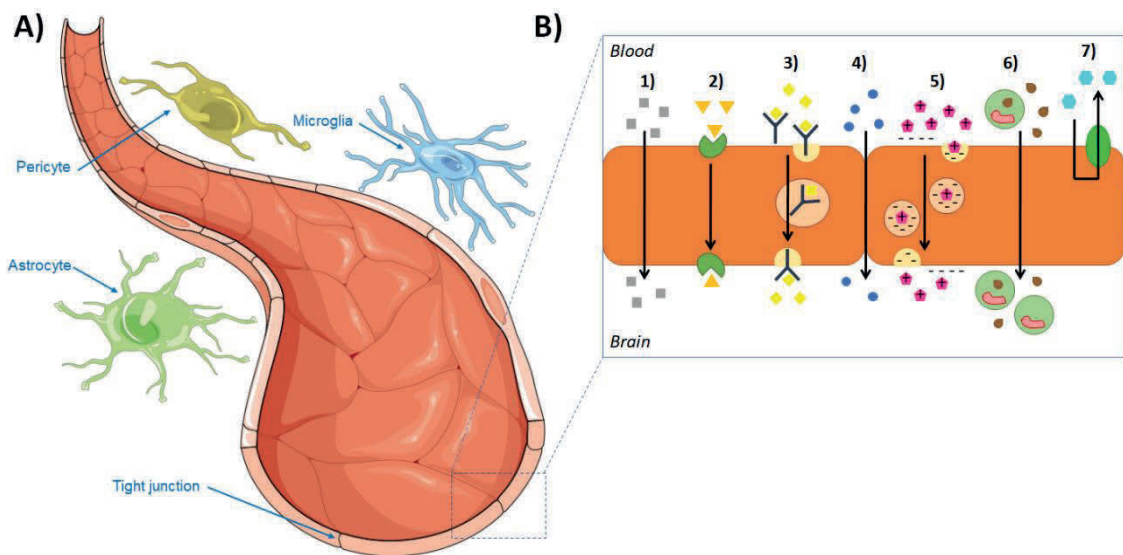 A)
Pericyte
Microglia
Astrocyte
Tight junction
B)
Blood
1)
2)
3)
4)
5)
6)
7)
Brain